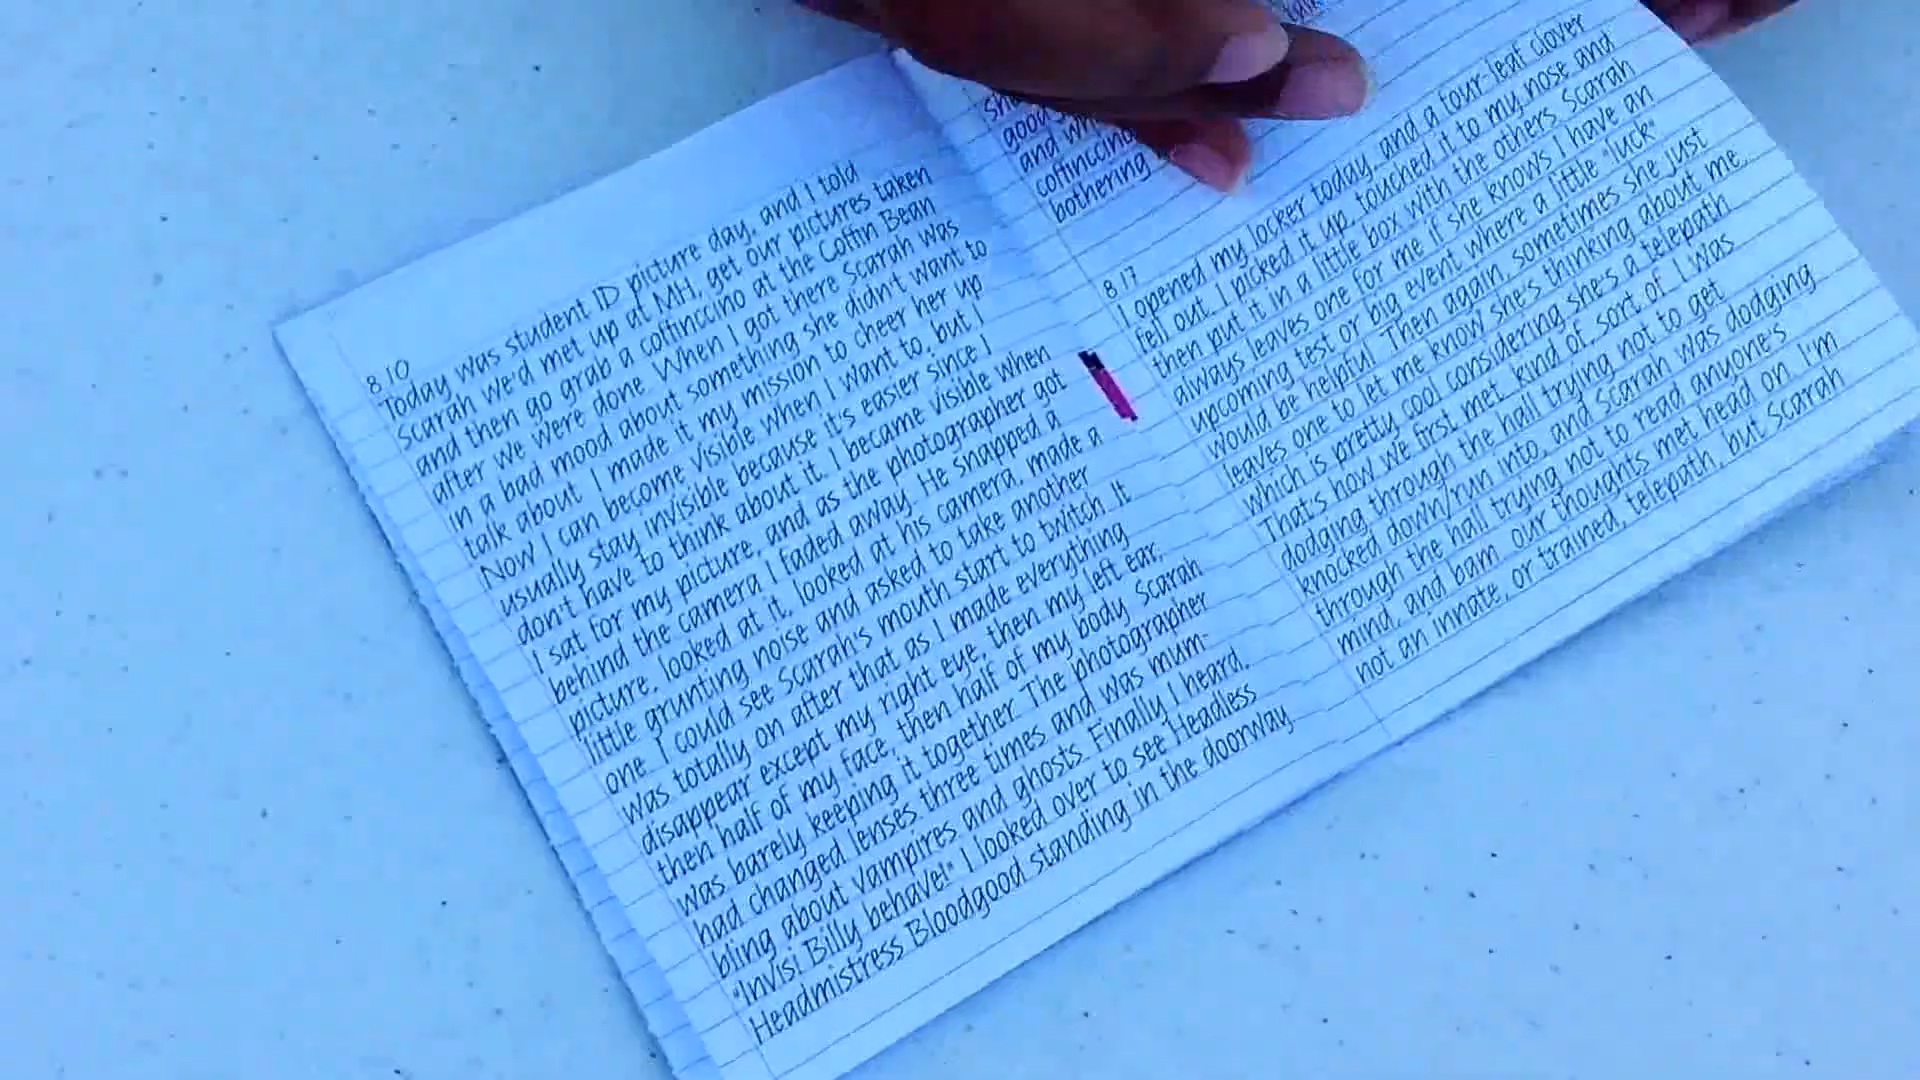 8 10
Today was student ID picture day, and I told
Scarah we'd met up at MH, get our pictures taken
and then go grab a coffinccino at the Coffin Bean
after we were done. When I got there Scarah was
in a bad mood about something she didn't want to
talk about. I made it my mission to cheer her up
Now I can become visible when I want to, but I
usually stay invisible because it's easier since I
don't have to think about it. I became visible when
I sat for my picture, and as the photographer got
behind the camera I faded away. He snapped a
picture, looked at it, looked at his camera, made a
little grunting noise and asked to take another
one. I could see Scarah's mouth start to twitch. It
was totally on after that as I made everything
disappear except my right eye, then my left ear,
then half of my face, then half of my body. Scarah
was barely keeping it together. The photographer
had changed lenses three times and was mum-
bling about vampires and ghosts. Finally I heard,
"Invisi Billy behave!" I looked over to see Headless
Headmistress Bloodgood standing in the doorway
she
good
and wh
coffinccino
bothering
8 17
I opened my locker today, and a four-leaf clover
fell out. I picked it up, touched it to my nose and
then put it in a little box with the others. Scarah
always leaves one for me if she knows I have an
upcoming test or big event where a little "luck"
would be helpful. Then again, sometimes she just
leaves one to let me know she's thinking about me,
which is pretty cool considering she's a telepath
That's how we first met, kind of, sort of. I was
dodging through the hall trying not to get
knocked down/run into, and Scarah was dodging
through the hall trying not to read anyone's
mind, and bam, our thoughts met head on. I'm
not an innate, or trained, telepath, but Scarah